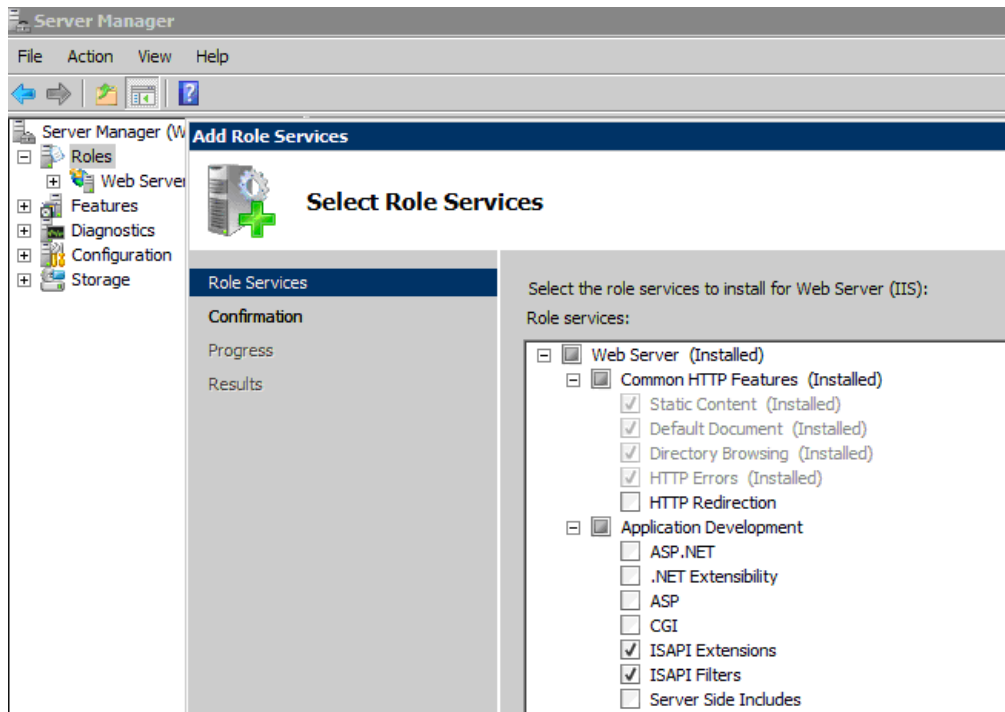 Server Manager
File Action View Help
Server Manager (W
Roles
Web Server
Features
Diagnostics
Configuration
Storage
Add Role Services
Select Role Services
Role Services
Confirmation
Progress
Results
Select the role services to install for Web Server (IIS):
Role services:
Web Server (Installed)
Common HTTP Features (Installed)
Static Content (Installed)
Default Document (Installed)
Directory Browsing (Installed)
HTTP Errors (Installed)
HTTP Redirection
Application Development
ASP.NET
.NET Extensibility
ASP
CGI
ISAPI Extensions
ISAPI Filters
Server Side Includes